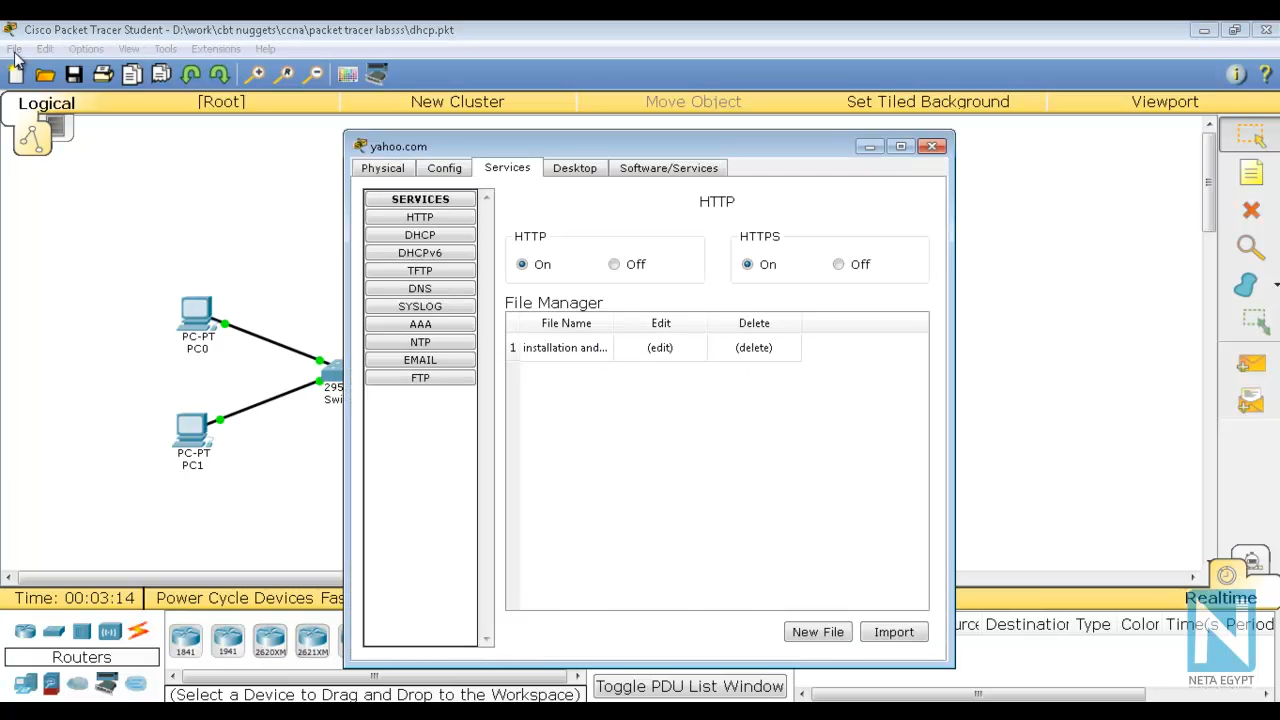 Cisco Packet Tracer Student - D:\work\cbt nuggets\ccna\packet tracer labsss\dhcp.pkt
File Edit Options View Tools Extensions Help
Logical [Root] New Cluster Move Object Set Tiled Background Viewport
yahoo.com
Physical Config Services Desktop Software/Services
SERVICES
HTTP
DHCP
DHCPv6
TFTP
DNS
SYSLOG
AAA
NTP
EMAIL
FTP
HTTP
HTTP
On Off
HTTPS
On Off
File Manager
File Name Edit Delete
1 installation and... (edit) (delete)
New File Import
PC-PT
PC0
PC-PT
PC1
295
Swi
Time: 00:03:14 Power Cycle Devices Fas
Realtime
Routers
1841 1941 2620XM 2621XM
(Select a Device to Drag and Drop to the Workspace)
Toggle PDU List Window
ource Destination Type Color Time(s Period
N
NETA EGYPT